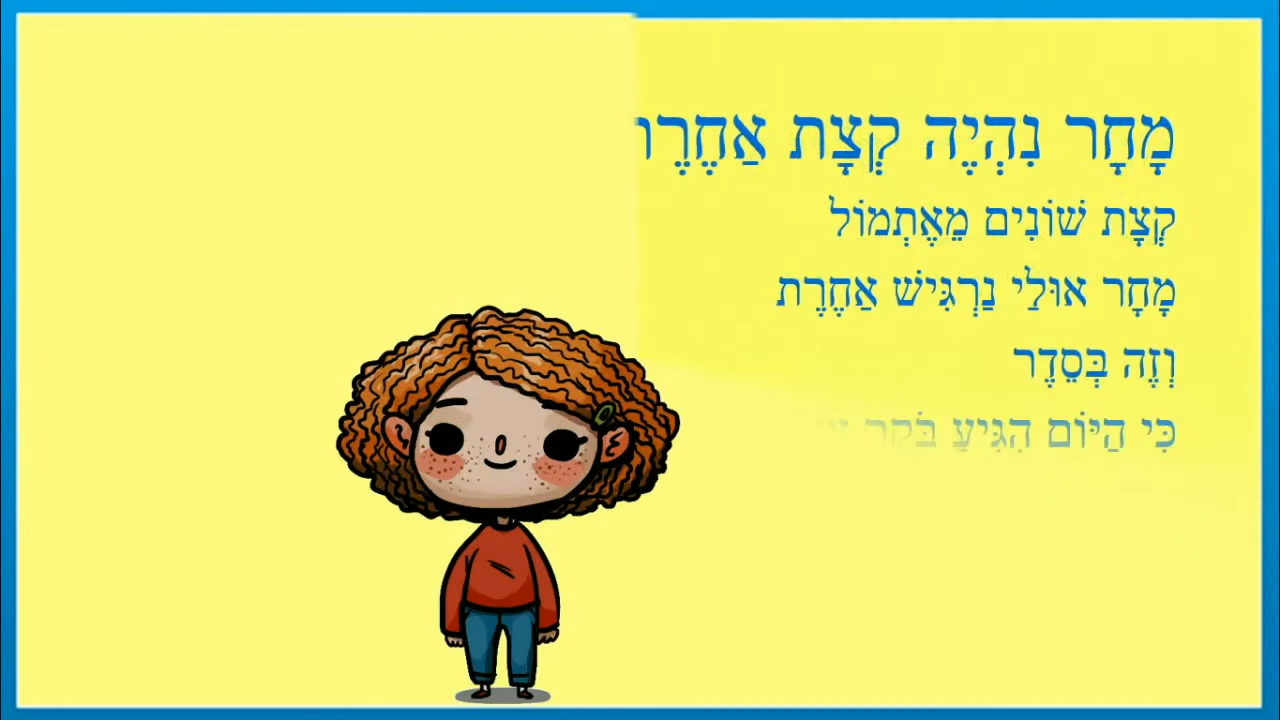 מָחָר נִהְיֶה קְצָת
קְצָת שׁוֹנִים מֵאֶתְמוֹל
מָחָר אוּלַי נַרְגִּישׁ אַחֶרֶת
וְזֶה בְּסֵדֶר
כִּי הַיּוֹם הִגִּיעַ בֹּקֶר